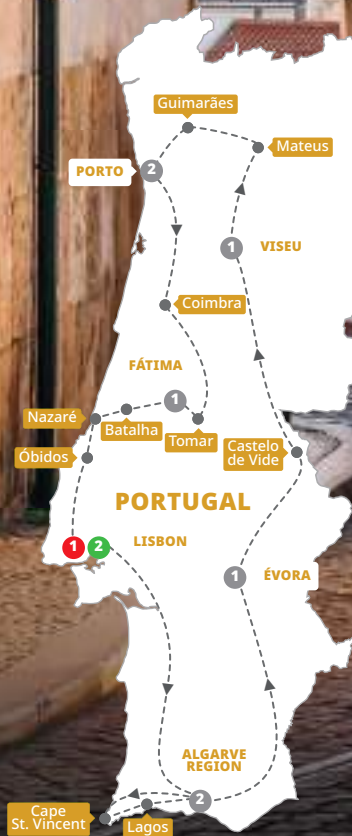 Guimarães
Mateus
PORTO
2
1
VISEU
Coimbra
FÁTIMA
1
Nazaré
Batalha
Tomar
Castelo
de Vide
Óbidos
PORTUGAL
1
2
LISBON
1
ÉVORA
ALGARVE
REGION
2
Cape
St. Vincent
Lagos